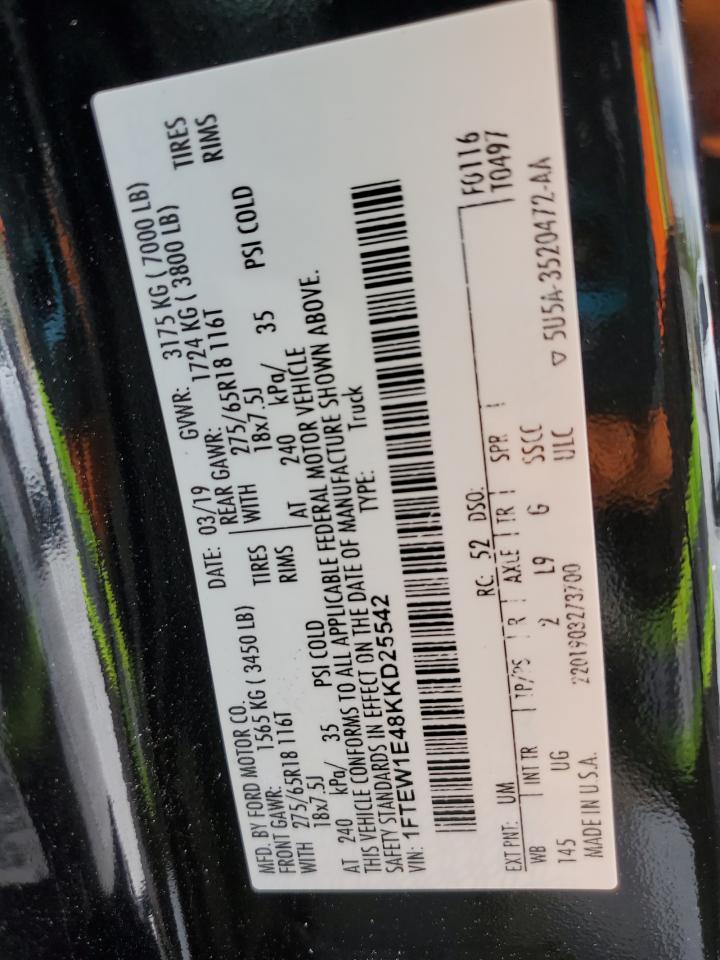 MFD. BY FORD MOTOR CO. DATE: 03/19 GVWR: 3175 KG ( 7000 LB)
FRONT GAWR: 1565 KG ( 3450 LB) REAR GAWR: 1724 KG ( 3800 LB)
WITH 275/65R18 116T TIRES WITH 275/65R18 116T TIRES
18x7.5J RIMS 18x7.5J RIMS
AT 240 kPa/ 35 PSI COLD AT 240 kPa/ 35 PSI COLD
THIS VEHICLE CONFORMS TO ALL APPLICABLE FEDERAL MOTOR VEHICLE
SAFETY STANDARDS IN EFFECT ON THE DATE OF MANUFACTURE SHOWN ABOVE.
VIN: 1FTEW1E48KKD25542 TYPE: Truck
F0116
T0497
EXT PNT: UM RC: 52 DSO:
WB INT TR TP/PS R AXLE TR SPR
145 UG 2 L9 G SSCC
ULC
2201903273700
MADE IN U.S.A. ▽ 5U5A-3520472-AA